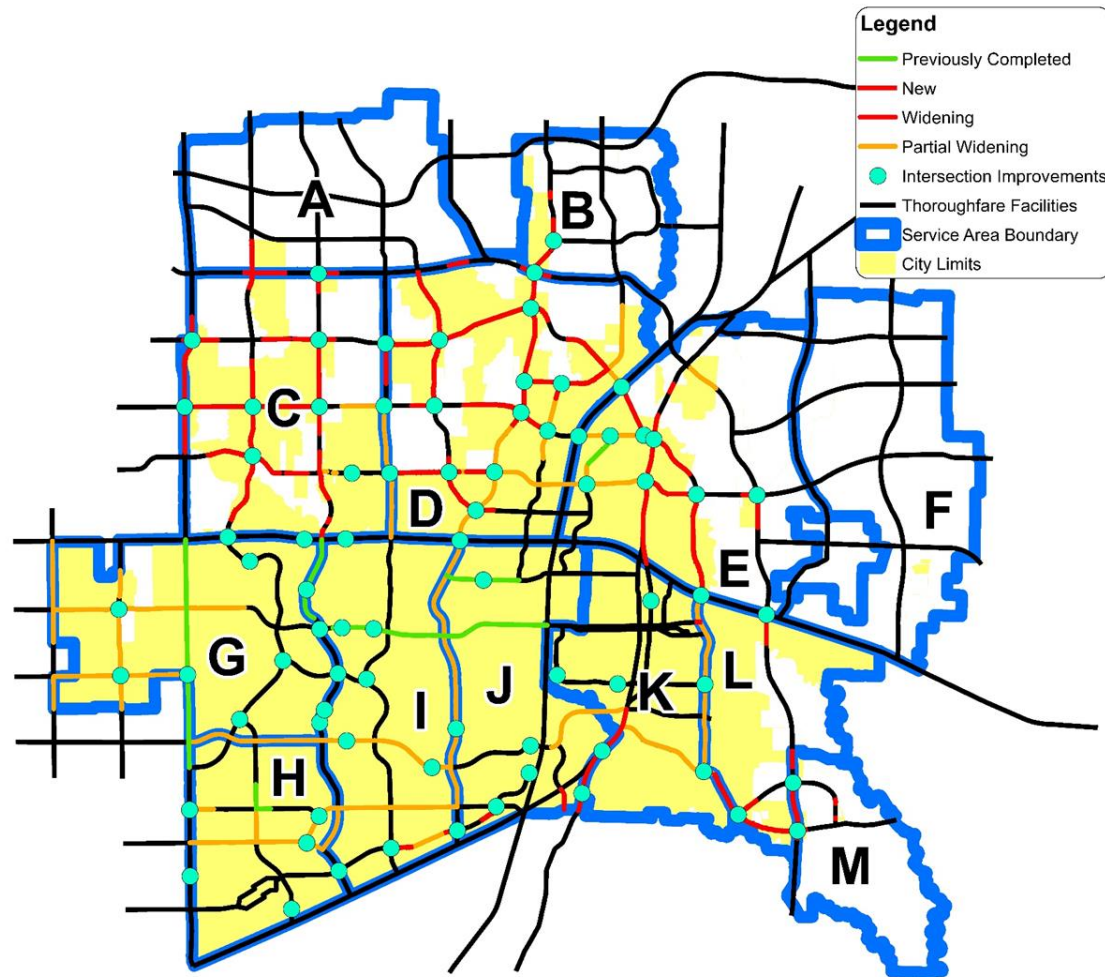 Legend
Previously Completed
New
Widening
Partial Widening
Intersection Improvements
Thoroughfare Facilities
Service Area Boundary
City Limits
A
B
C
D
E
F
G
H
I
J
K
L
M